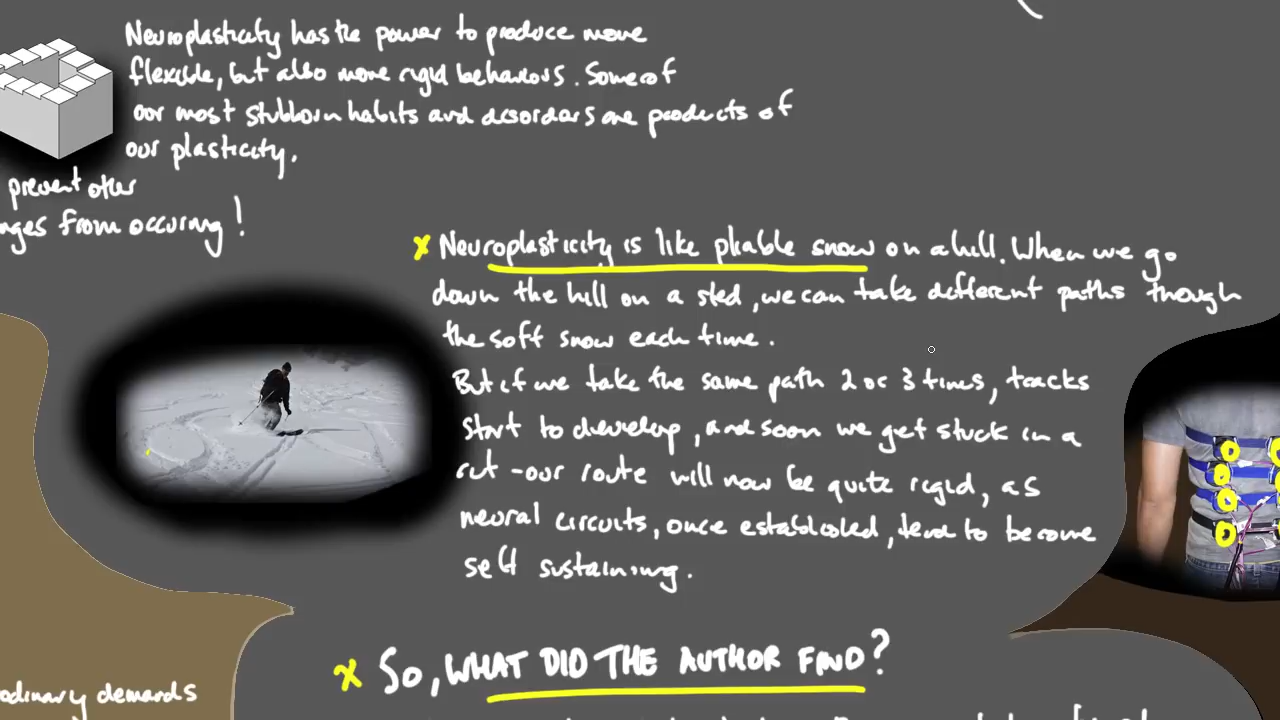 Neuroplasticity has the power to produce more
flexible, but also more rigid behaviors. Some of
our most stubborn habits and disorders are products of
our plasticity.
prevent other
nges from occuring!
x Neuroplasticity is like pliable snow on a hill. When we go
down the hill on a sled, we can take different paths though
the soft snow each time.
But if we take the same path 2 or 3 times, tracks
start to develop, and soon we get stuck in a
rut - our route will now be quite rigid, as
neural circuits, once established, tend to become
self sustaining.
x So, WHAT DID THE AUTHOR FIND?
odinary demands